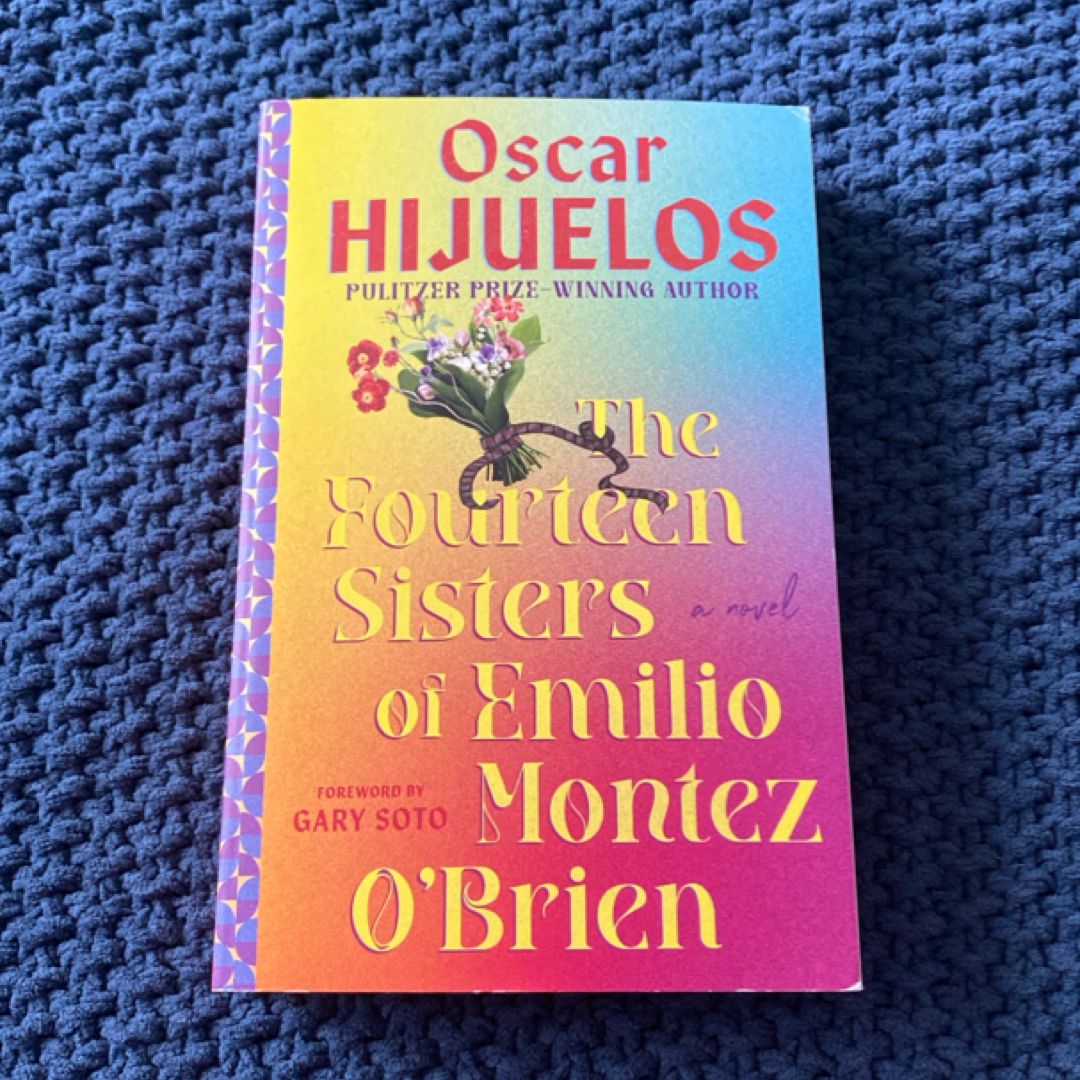 Oscar
HIJUELOS
PULITZER PRIZE-WINNING AUTHOR
The
Fourteen
Sisters
a novel
of Emilio
Montez
FOREWORD BY
GARY SOTO
O'Brien